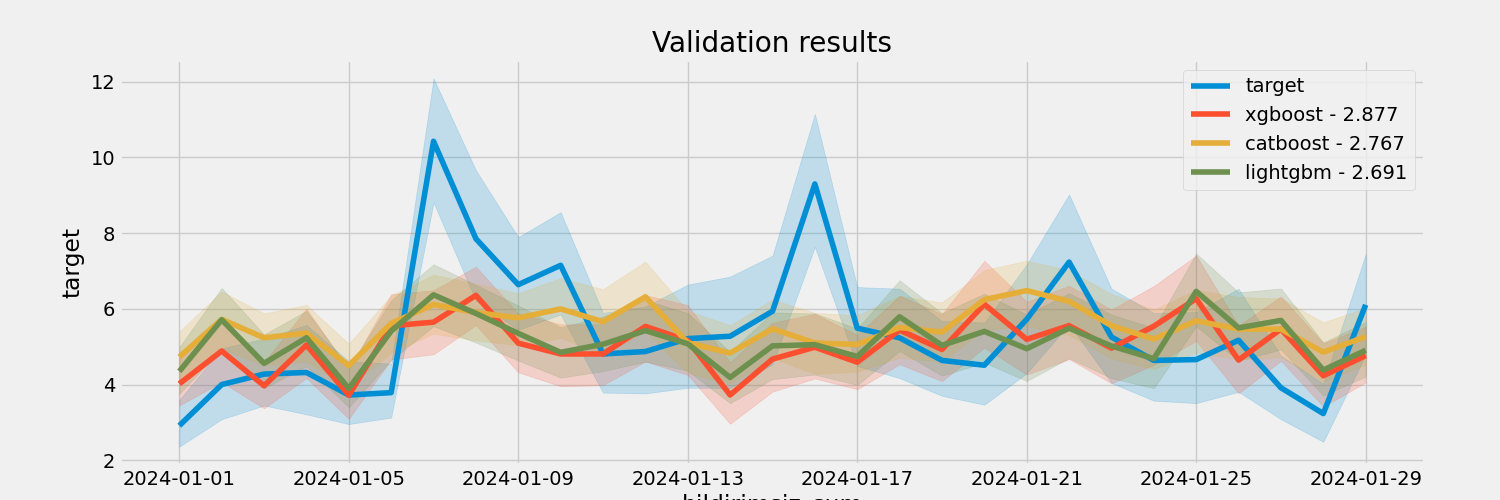 Validation results
target
12
10
8
6
4
2
target
xgboost - 2.877
catboost - 2.767
lightgbm - 2.691
2024-01-01 2024-01-05 2024-01-09 2024-01-13 2024-01-17 2024-01-21 2024-01-25 2024-01-29